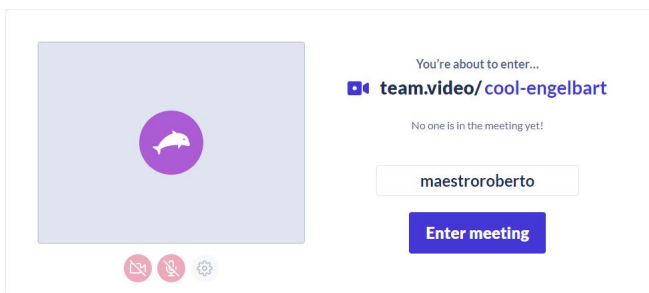 You're about to enter...
team.video/cool-engelbart
No one is in the meeting yet!
maestroroberto
Enter meeting